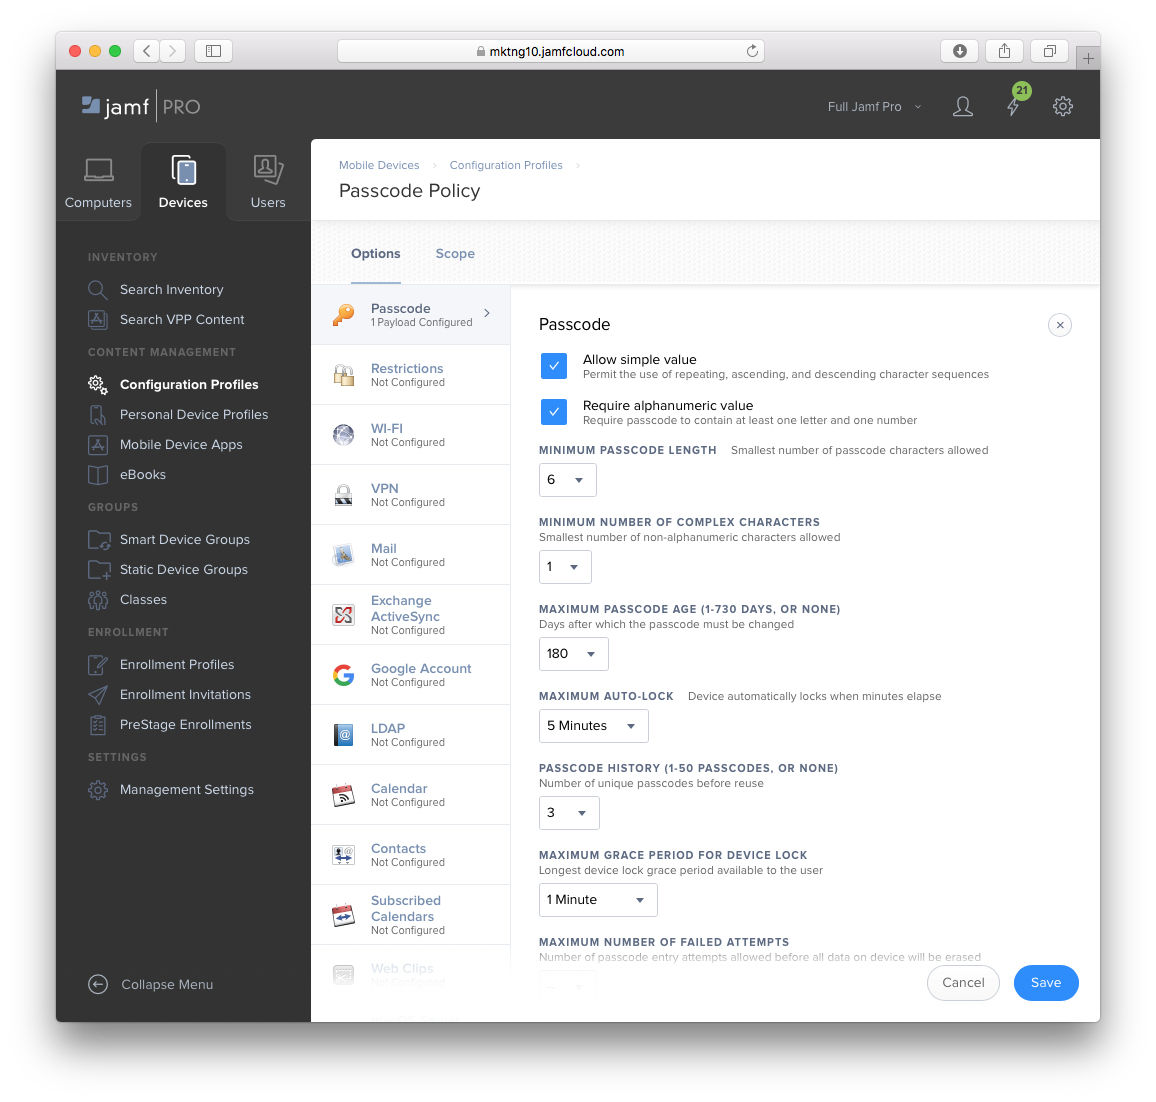 mktng10.jamfcloud.com
jamf PRO
Full Jamf Pro
21
Computers
Devices
Users
INVENTORY
Search Inventory
Search VPP Content
CONTENT MANAGEMENT
Configuration Profiles
Personal Device Profiles
Mobile Device Apps
eBooks
GROUPS
Smart Device Groups
Static Device Groups
Classes
ENROLLMENT
Enrollment Profiles
Enrollment Invitations
PreStage Enrollments
SETTINGS
Management Settings
Collapse Menu
Mobile Devices Configuration Profiles
Passcode Policy
Options Scope
Passcode
1 Payload Configured
Restrictions
Not Configured
WI-FI
Not Configured
VPN
Not Configured
Mail
Not Configured
Exchange
ActiveSync
Not Configured
Google Account
Not Configured
LDAP
Not Configured
Calendar
Not Configured
Contacts
Not Configured
Subscribed
Calendars
Not Configured
Web Clips
Not Configured
Passcode
Allow simple value
Permit the use of repeating, ascending, and descending character sequences
Require alphanumeric value
Require passcode to contain at least one letter and one number
MINIMUM PASSCODE LENGTH Smallest number of passcode characters allowed
6
MINIMUM NUMBER OF COMPLEX CHARACTERS
Smallest number of non-alphanumeric characters allowed
1
MAXIMUM PASSCODE AGE (1-730 DAYS, OR NONE)
Days after which the passcode must be changed
180
MAXIMUM AUTO-LOCK Device automatically locks when minutes elapse
5 Minutes
PASSCODE HISTORY (1-50 PASSCODES, OR NONE)
Number of unique passcodes before reuse
3
MAXIMUM GRACE PERIOD FOR DEVICE LOCK
Longest device lock grace period available to the user
1 Minute
MAXIMUM NUMBER OF FAILED ATTEMPTS
Number of passcode entry attempts allowed before all data on device will be erased
Cancel
Save